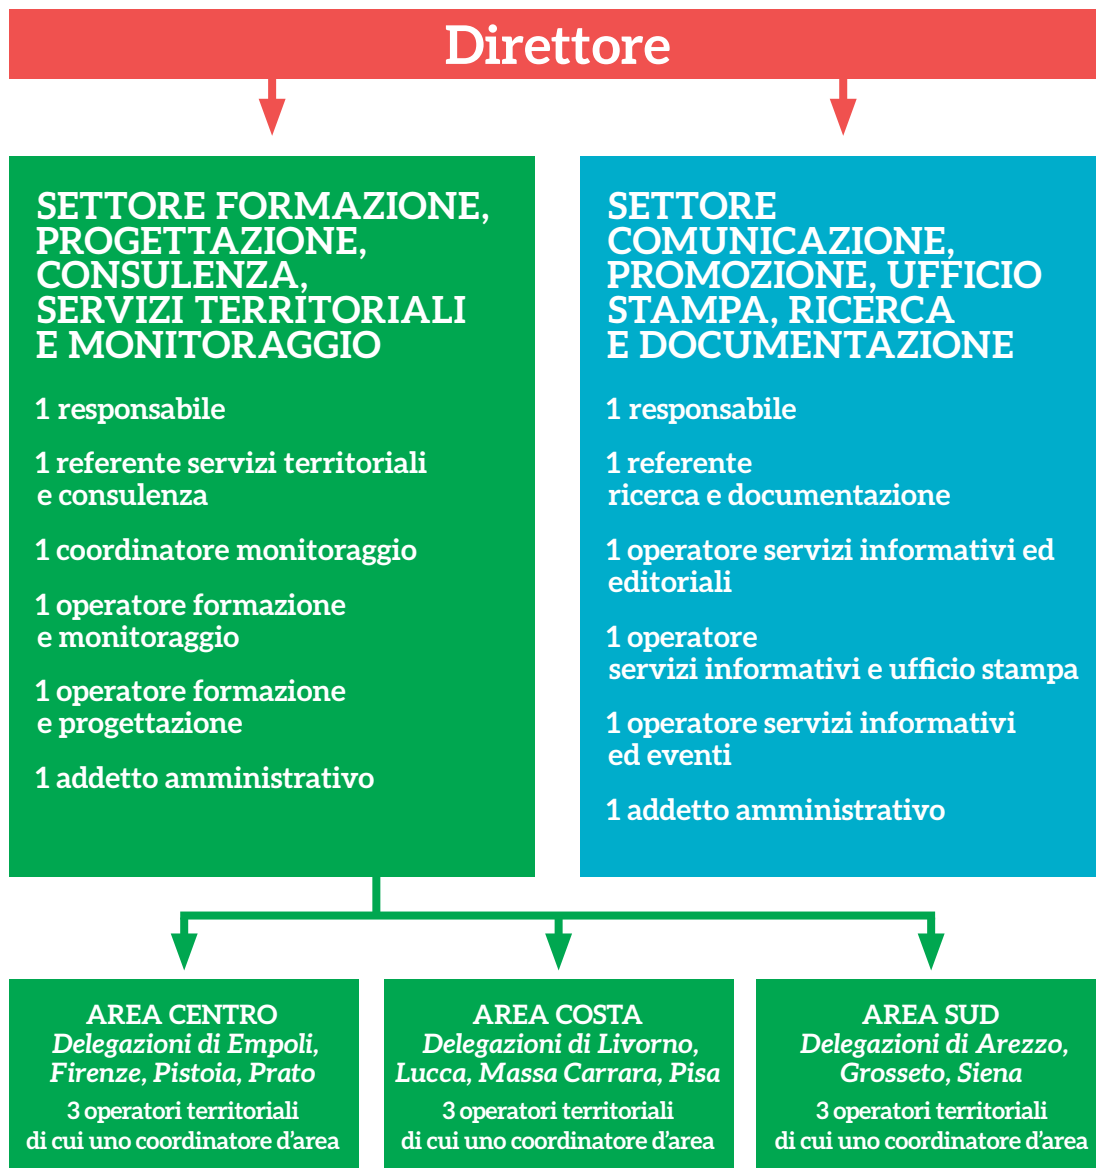 Direttore
SETTORE FORMAZIONE,
PROGETTAZIONE,
CONSULENZA,
SERVIZI TERRITORIALI
E MONITORAGGIO
1 responsabile
1 referente servizi territoriali
e consulenza
1 coordinatore monitoraggio
1 operatore formazione
e monitoraggio
1 operatore formazione
e progettazione
1 addetto amministrativo
SETTORE
COMUNICAZIONE,
PROMOZIONE, UFFICIO
STAMPA, RICERCA
E DOCUMENTAZIONE
1 responsabile
1 referente
ricerca e documentazione
1 operatore servizi informativi ed
editoriali
1 operatore
servizi informativi e ufficio stampa
1 operatore servizi informativi
ed eventi
1 addetto amministrativo
AREA CENTRO
Delegazioni di Empoli,
Firenze, Pistoia, Prato
3 operatori territoriali
di cui uno coordinatore d’area
AREA COSTA
Delegazioni di Livorno,
Lucca, Massa Carrara, Pisa
3 operatori territoriali
di cui uno coordinatore d’area
AREA SUD
Delegazioni di Arezzo,
Grosseto, Siena
3 operatori territoriali
di cui uno coordinatore d’area